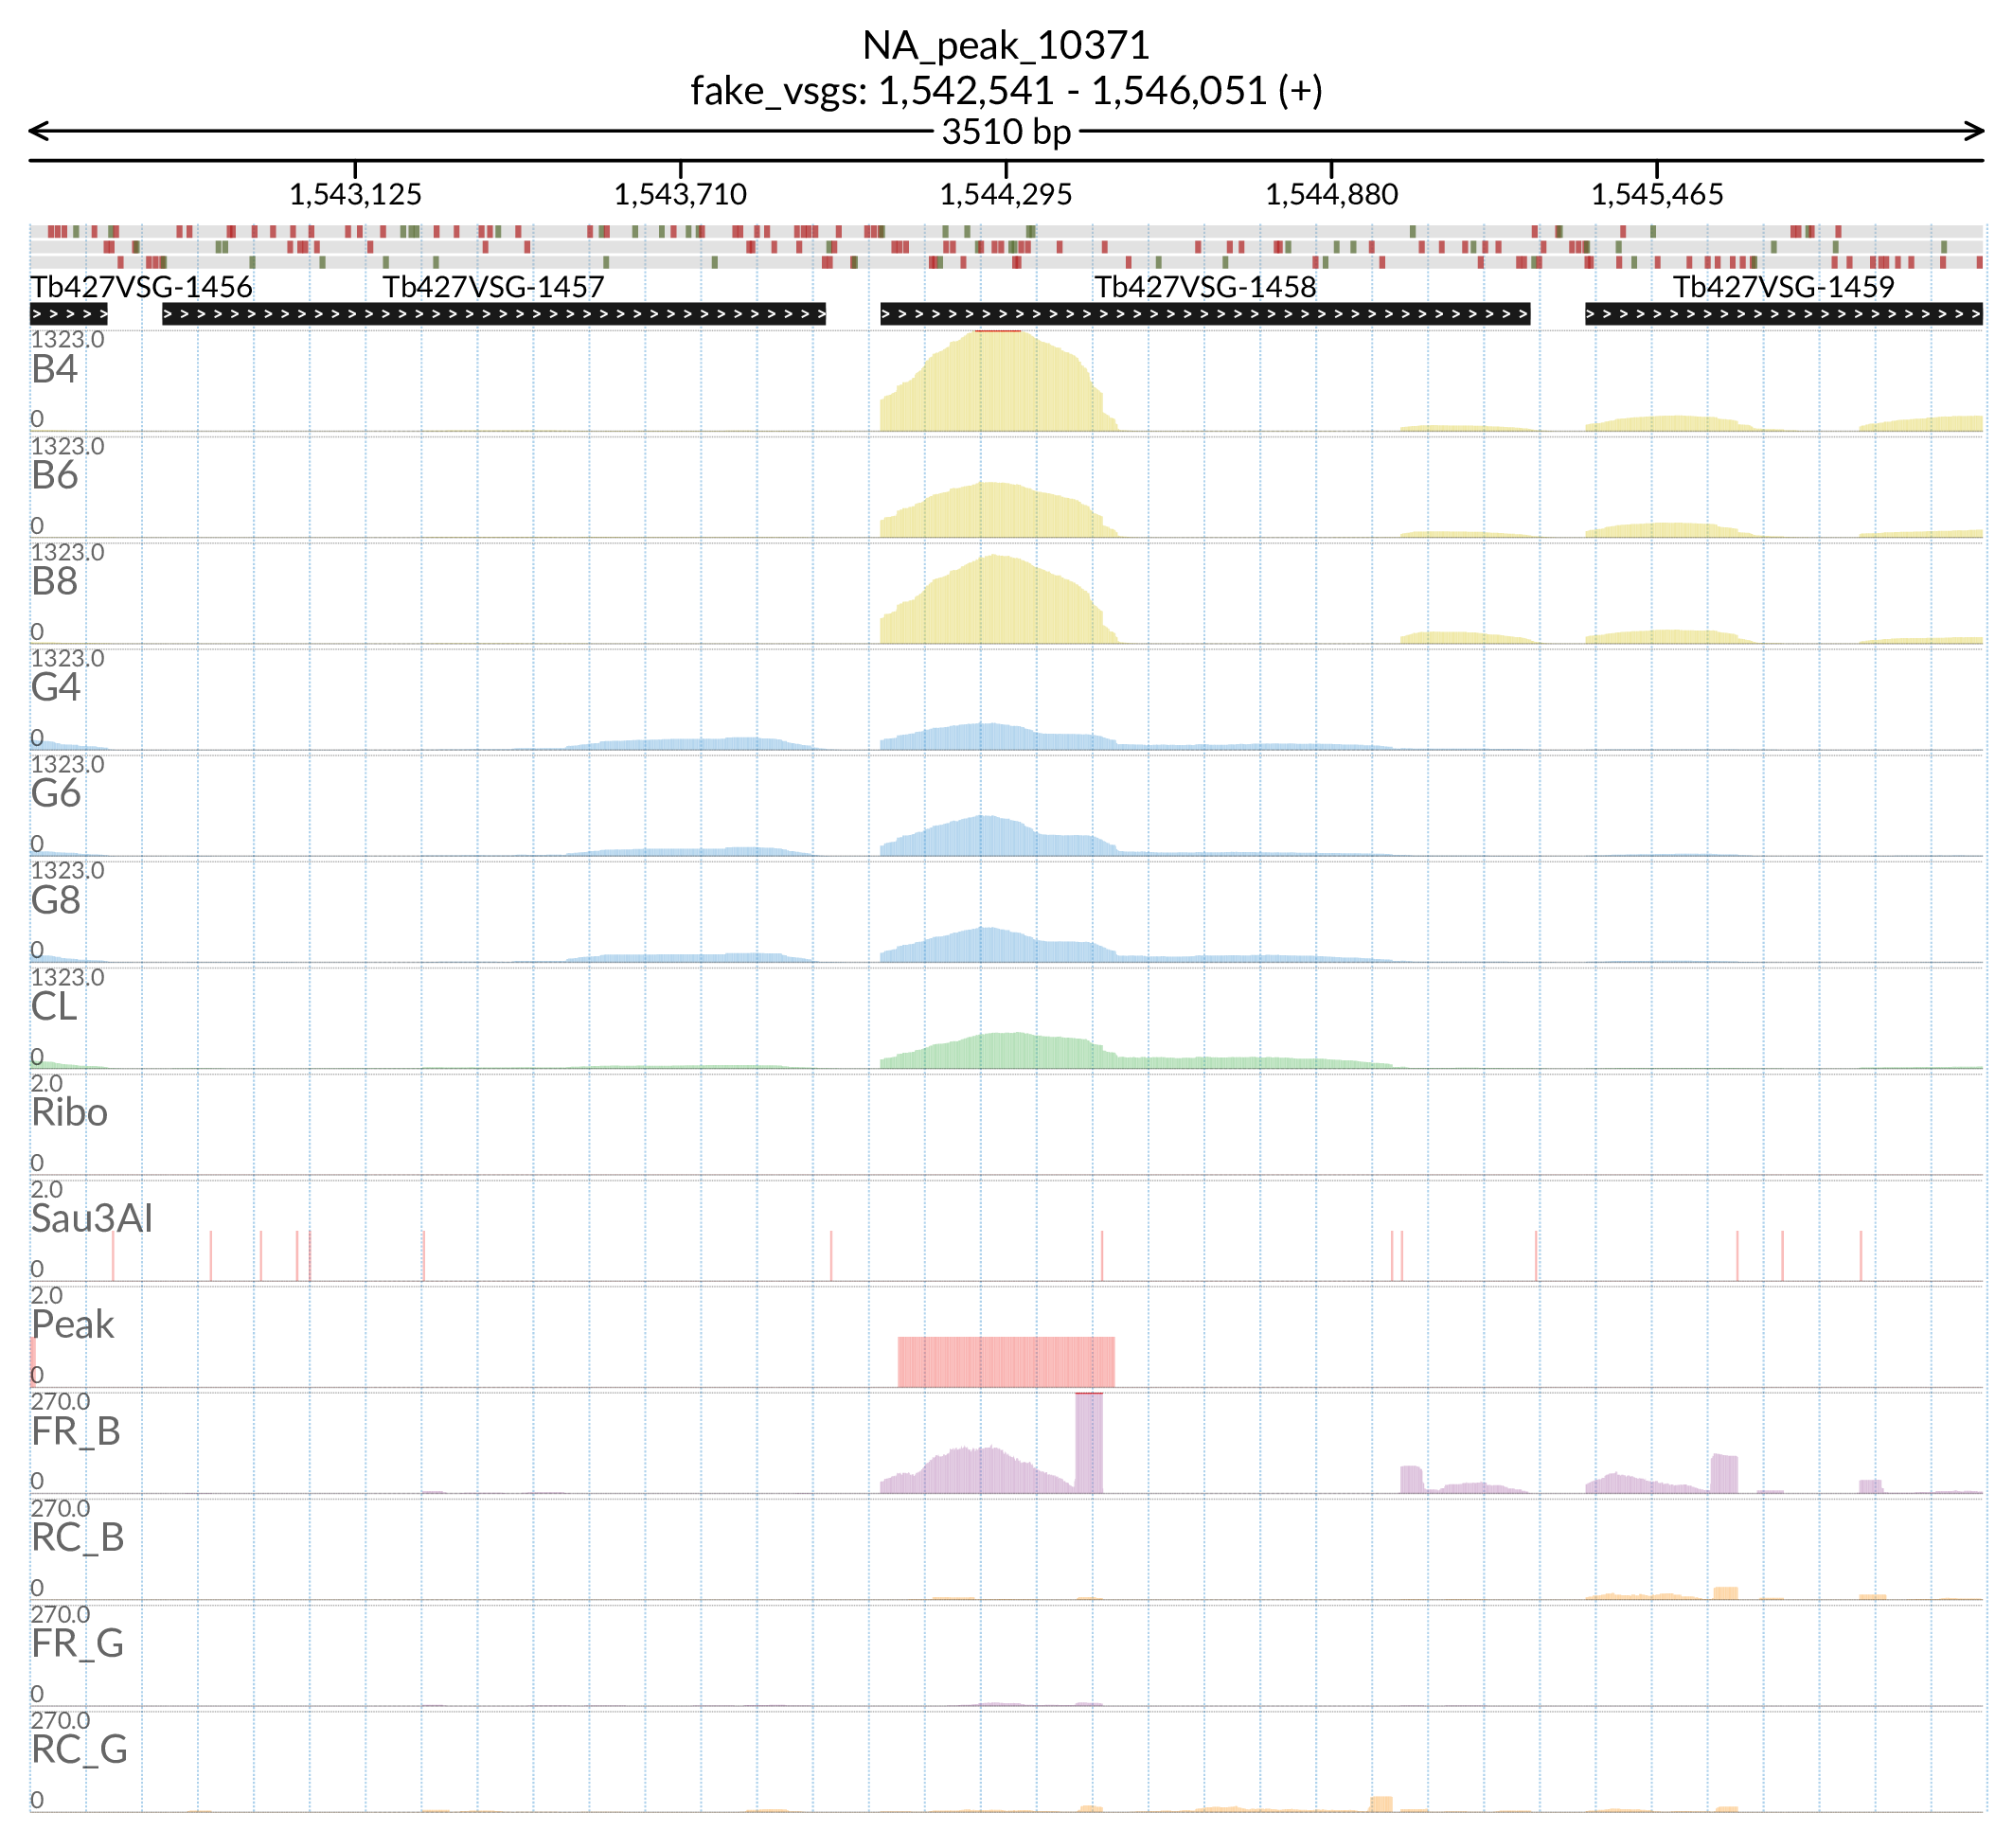 NA_peak_10371
fake_vsgs: 1,542,541 - 1,546,051 (+)
3510 bp
1,543,125 1,543,710 1,544,295 1,544,880 1,545,465
Tb427VSG-1456 Tb427VSG-1457 Tb427VSG-1458 Tb427VSG-1459
1323.0
B4
0
1323.0
B6
0
1323.0
B8
0
1323.0
G4
0
1323.0
G6
0
1323.0
G8
0
1323.0
CL
0
2.0
Ribo
0
2.0
Sau3AI
0
2.0
Peak
0
270.0
FR_B
0
270.0
RC_B
0
270.0
FR_G
0
270.0
RC_G
0